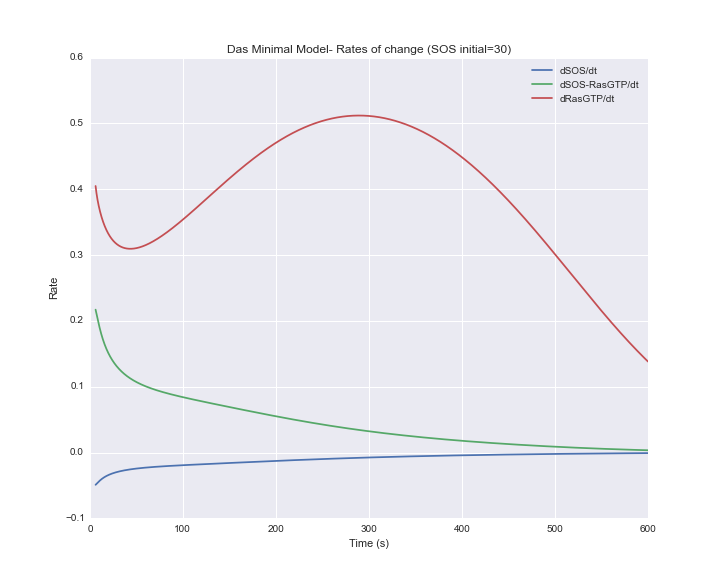 Das Minimal Model- Rates of change (SOS initial=30)
dSOS/dt
dSOS-RasGTP/dt
dRasGTP/dt
0.6
0.5
0.4
0.3
0.2
0.1
0.0
−0.1
Rate
0 100 200 300 400 500 600
Time (s)